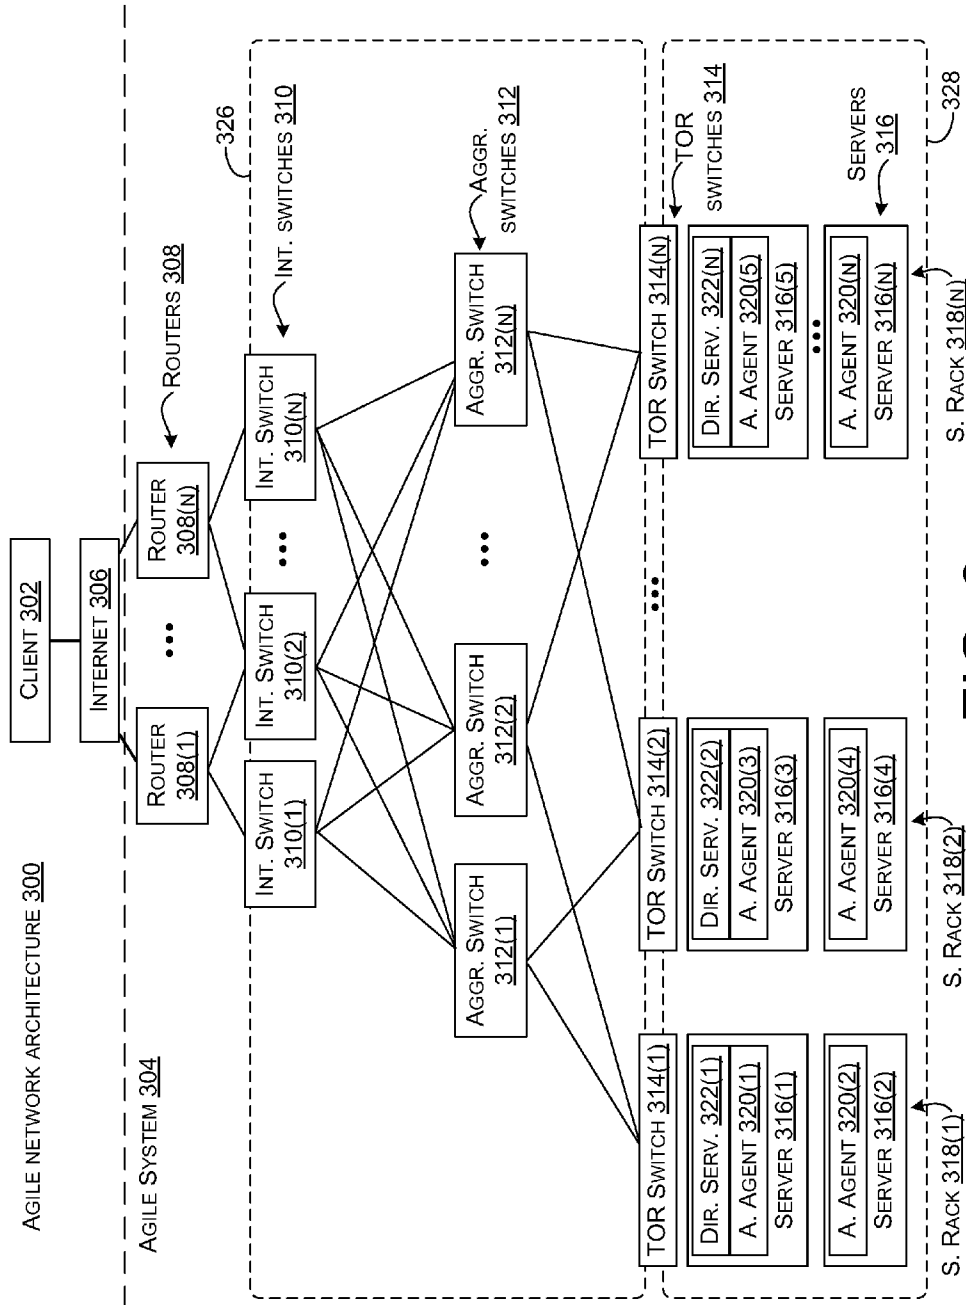 AGILE NETWORK ARCHITECTURE 300
CLIENT 302
INTERNET 306
AGILE SYSTEM 304
ROUTER
308(1)
•••
ROUTER
308(N)
ROUTERS 308
326
INT. SWITCH
310(1)
INT. SWITCH
310(2)
•••
INT. SWITCH
310(N)
INT. SWITCHES 310
AGGR. SWITCH
312(1)
AGGR. SWITCH
312(2)
•••
AGGR. SWITCH
312(N)
AGGR.
SWITCHES 312
TOR SWITCH 314(1)
TOR SWITCH 314(2)
•••
TOR SWITCH 314(N)
TOR
SWITCHES 314
DIR. SERV. 322(1)
A. AGENT 320(1)
SERVER 316(1)
A. AGENT 320(2)
SERVER 316(2)
S. RACK 318(1)
DIR. SERV. 322(2)
A. AGENT 320(3)
SERVER 316(3)
A. AGENT 320(4)
SERVER 316(4)
S. RACK 318(2)
DIR. SERV. 322(N)
A. AGENT 320(5)
SERVER 316(5)
•••
A. AGENT 320(N)
SERVER 316(N)
S. RACK 318(N)
SERVERS
316
328